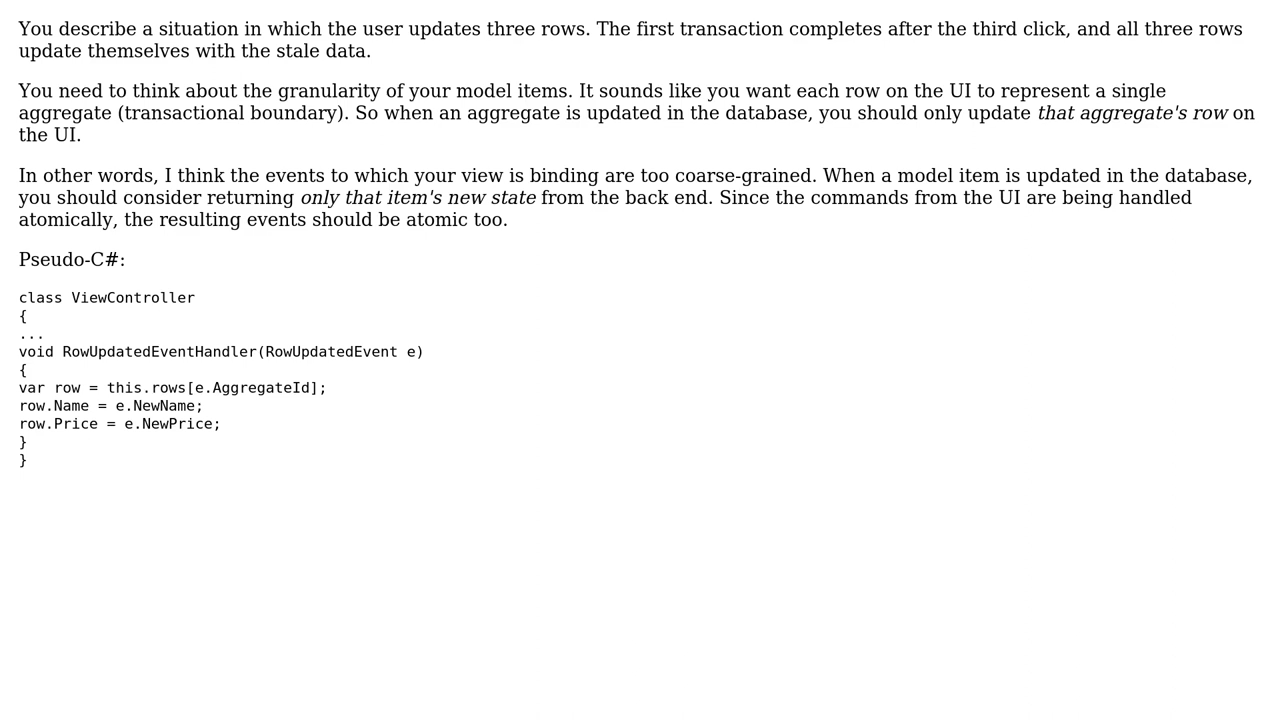 You describe a situation in which the user updates three rows. The first transaction completes after the third click, and all three rows
update themselves with the stale data.
You need to think about the granularity of your model items. It sounds like you want each row on the UI to represent a single
aggregate (transactional boundary). So when an aggregate is updated in the database, you should only update that aggregate's row on
the UI.
In other words, I think the events to which your view is binding are too coarse-grained. When a model item is updated in the database,
you should consider returning only that item's new state from the back end. Since the commands from the UI are being handled
atomically, the resulting events should be atomic too.
Pseudo-C#:
class ViewController
{
...
void RowUpdatedEventHandler(RowUpdatedEvent e)
{
var row = this.rows[e.AggregateId];
row.Name = e.NewName;
row.Price = e.NewPrice;
}
}